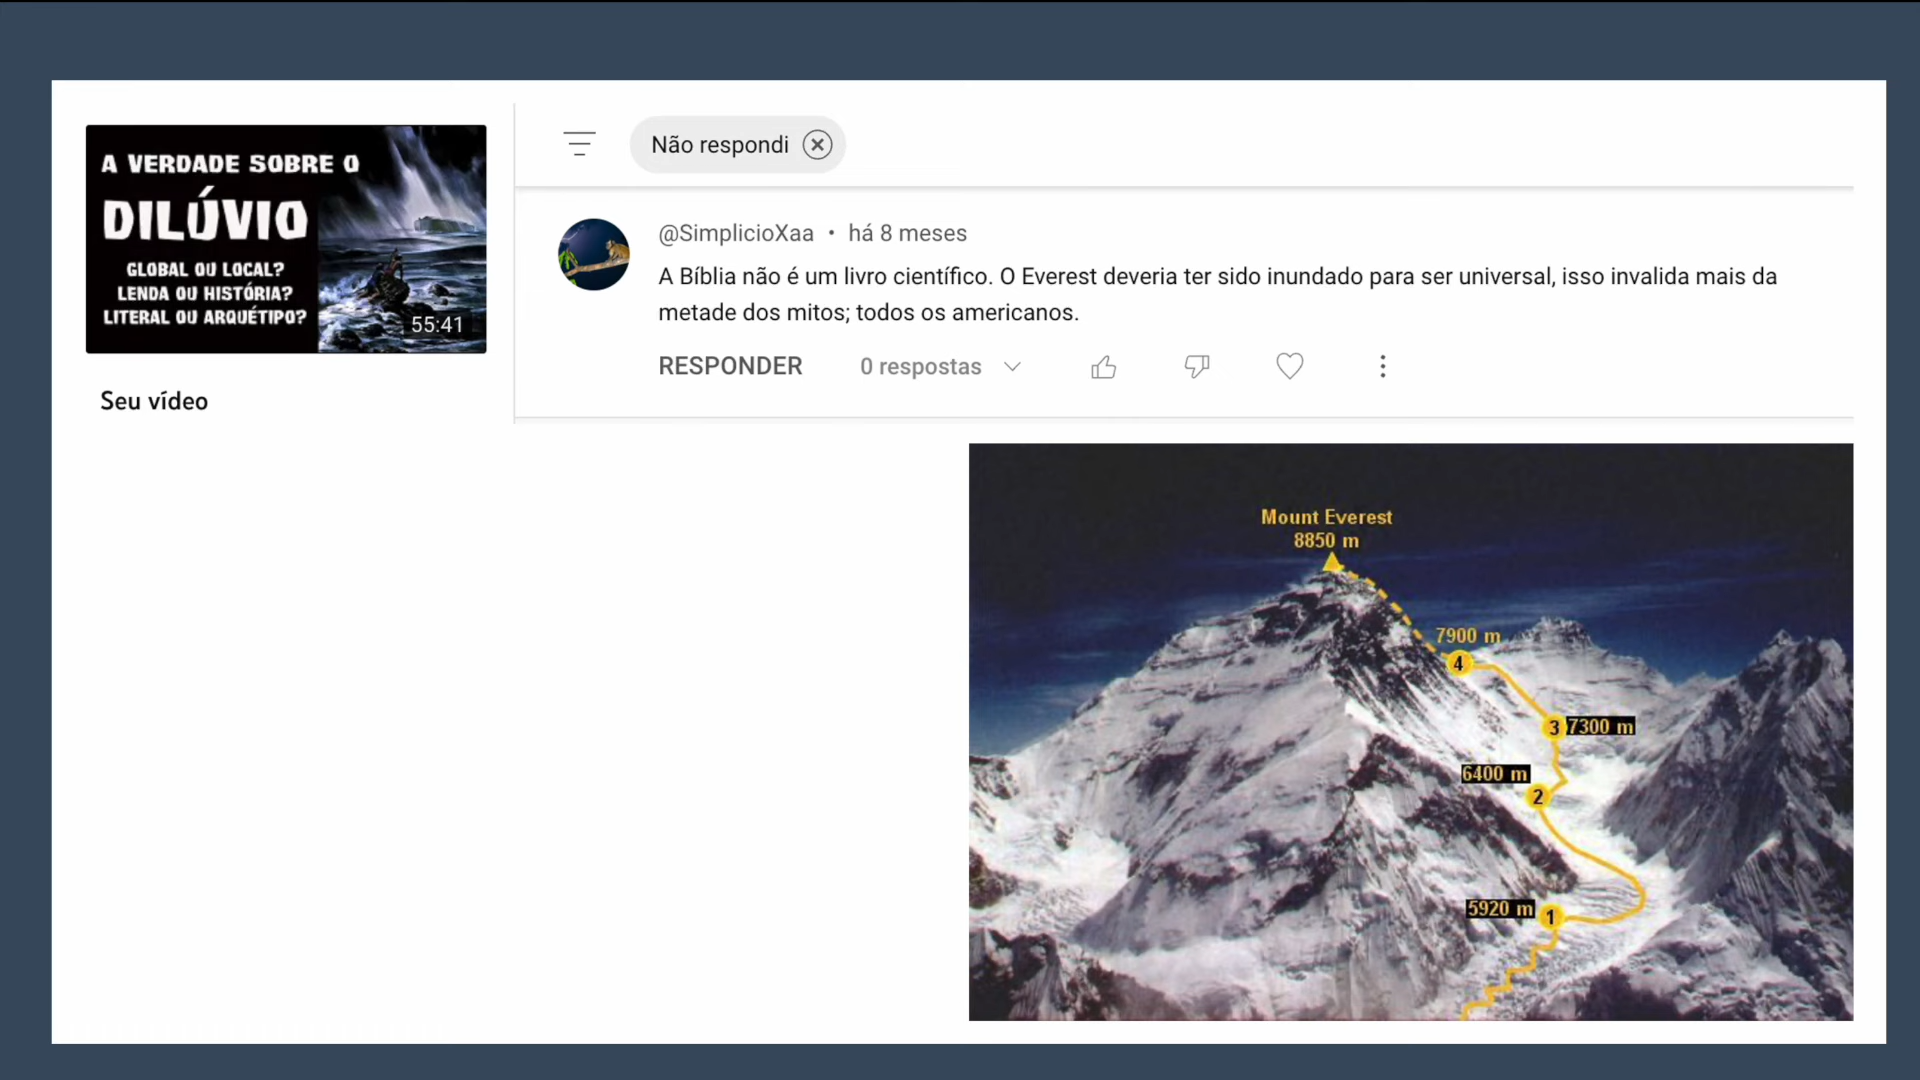 A VERDADE SOBRE O
DILÚVIO
GLOBAL OU LOCAL?
LENDA OU HISTÓRIA?
LITERAL OU ARQUÉTIPO?
55:41
Seu vídeo
Não respondi
@SimplicioXaa • há 8 meses
A Bíblia não é um livro científico. O Everest deveria ter sido inundado para ser universal, isso invalida mais da
metade dos mitos; todos os americanos.
RESPONDER 0 respostas
Mount Everest
8850 m
7900 m
4
3 7300 m
6400 m
2
5920 m 1